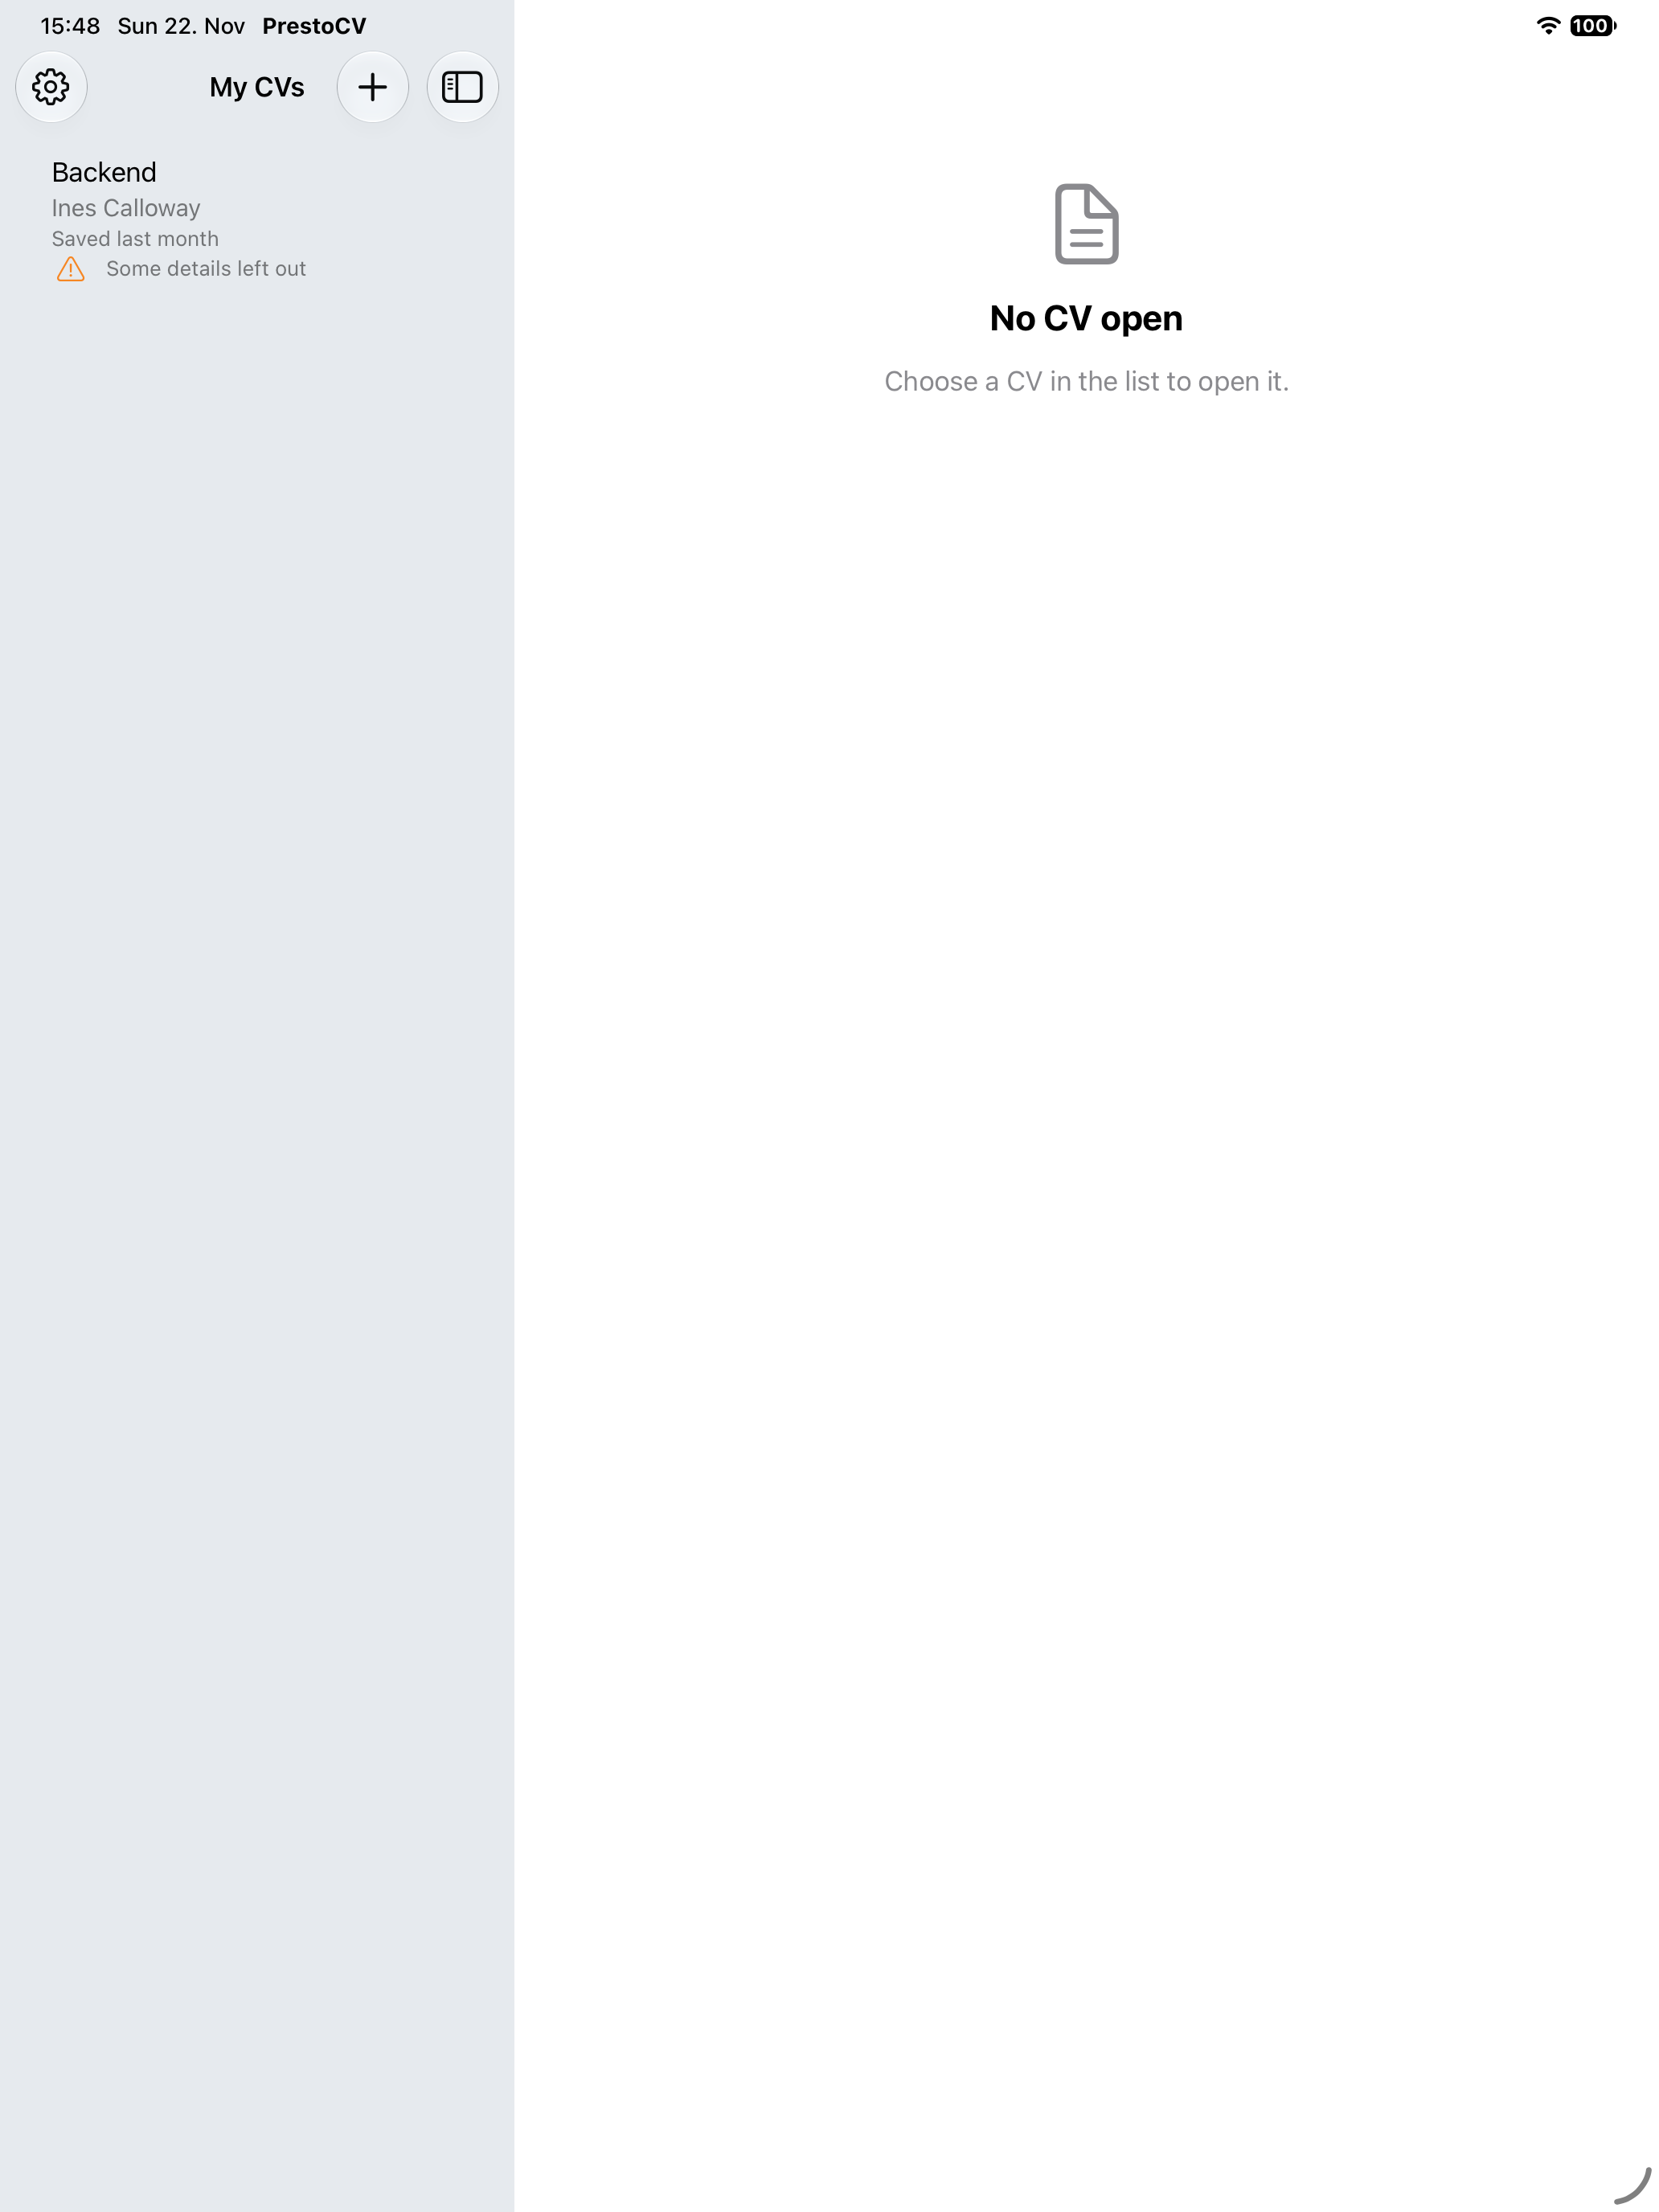 15:48 Sun 22. Nov PrestoCV
100
My CVs
Backend
Ines Calloway
Saved last month
Some details left out
No CV open
Choose a CV in the list to open it.